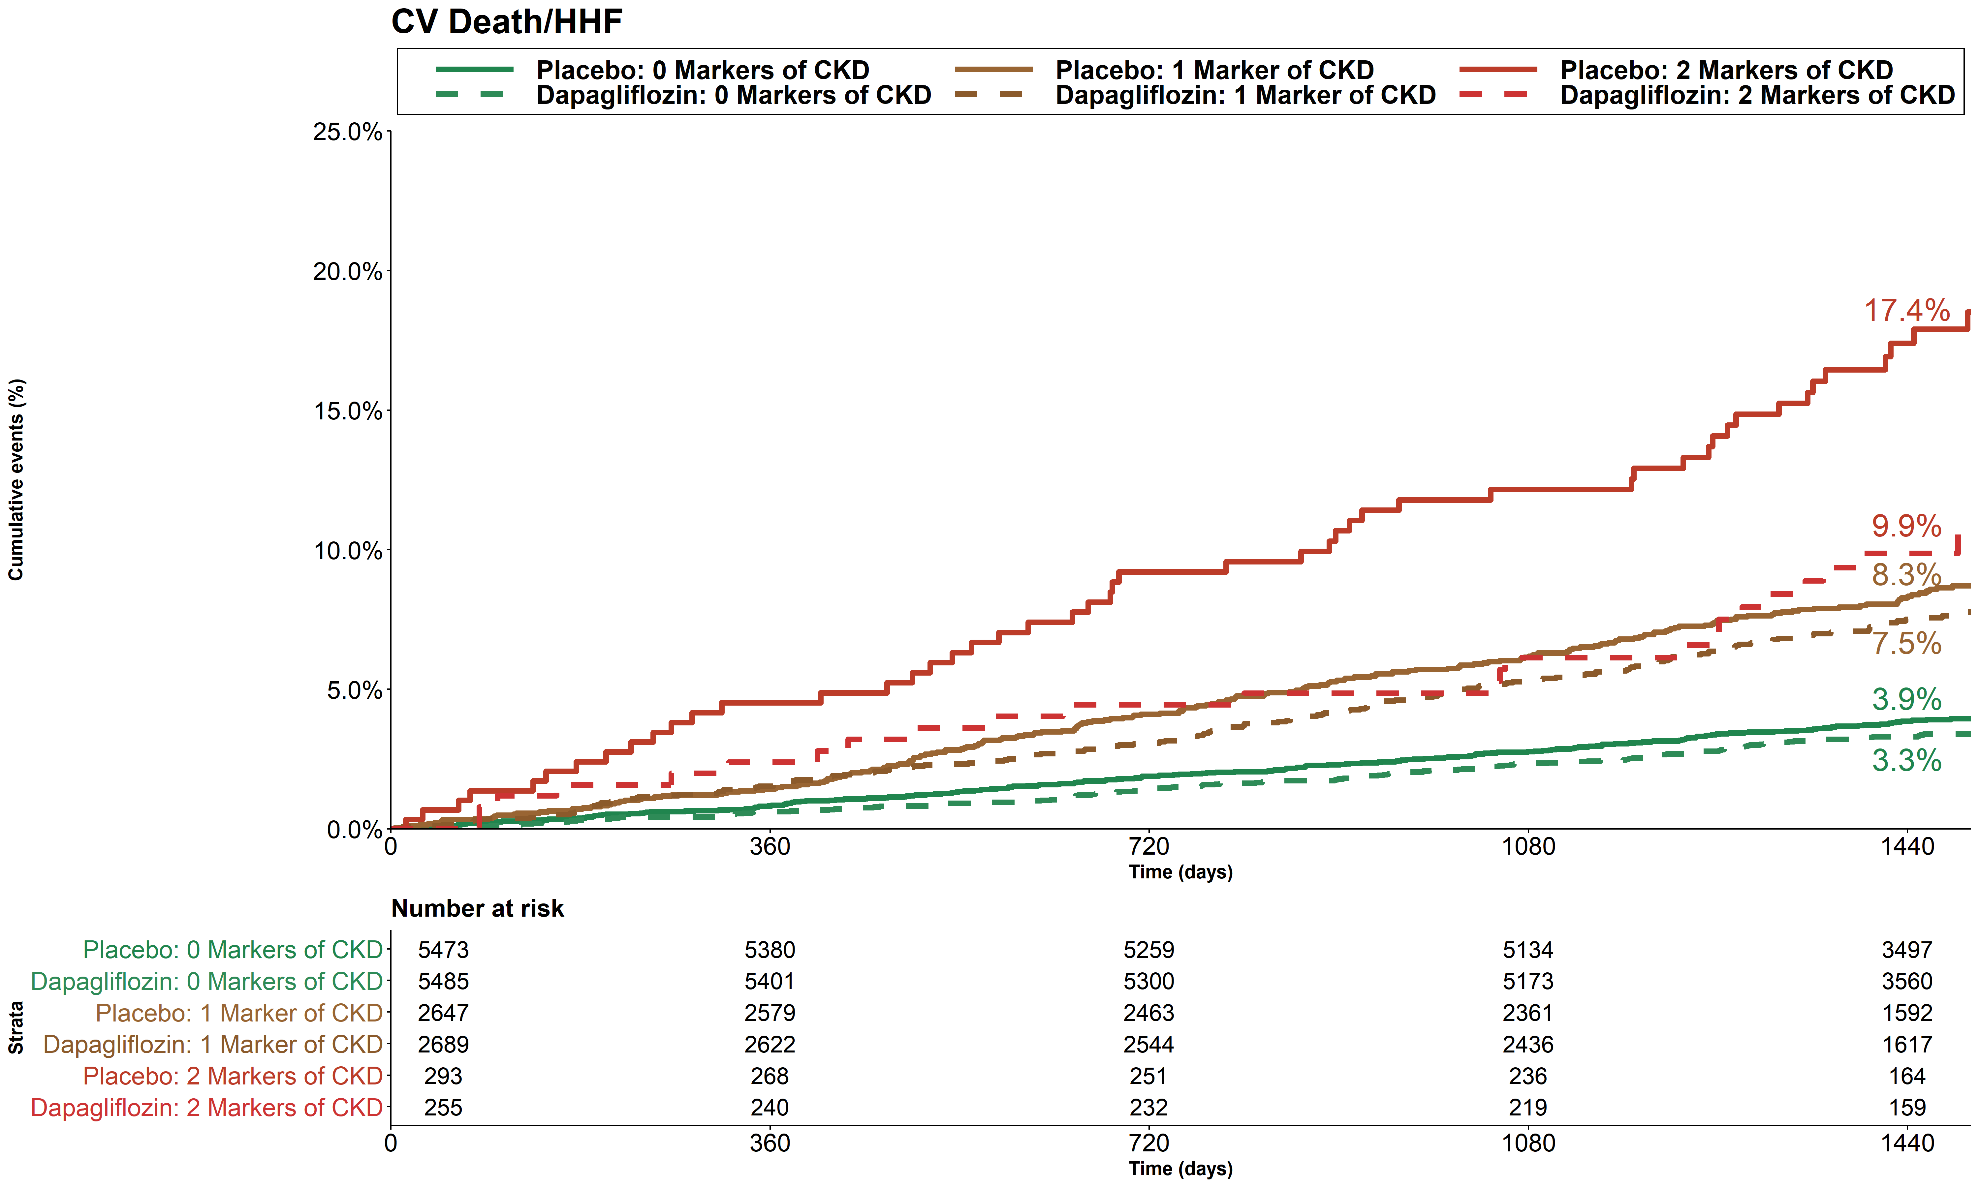 CV Death/HHF
Placebo: 0 Markers of CKD Placebo: 1 Marker of CKD Placebo: 2 Markers of CKD
Dapagliflozin: 0 Markers of CKD Dapagliflozin: 1 Marker of CKD Dapagliflozin: 2 Markers of CKD
25.0%
20.0%
15.0%
10.0%
5.0%
0.0%
Cumulative events (%)
17.4%
9.9%
8.3%
7.5%
3.9%
3.3%
0 360 720 1080 1440
Time (days)
Number at risk
Strata
Placebo: 0 Markers of CKD 5473 5380 5259 5134 3497
Dapagliflozin: 0 Markers of CKD 5485 5401 5300 5173 3560
Placebo: 1 Marker of CKD 2647 2579 2463 2361 1592
Dapagliflozin: 1 Marker of CKD 2689 2622 2544 2436 1617
Placebo: 2 Markers of CKD 293 268 251 236 164
Dapagliflozin: 2 Markers of CKD 255 240 232 219 159
0 360 720 1080 1440
Time (days)